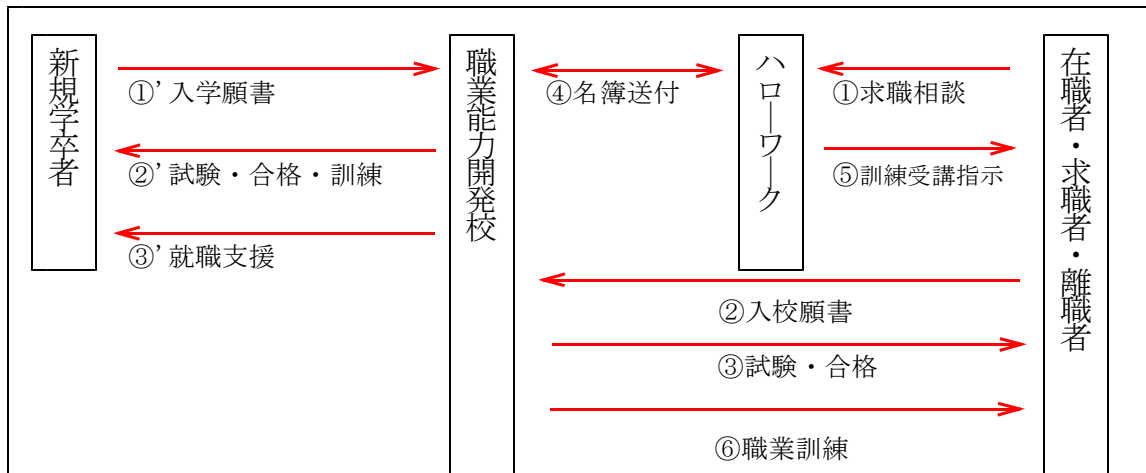 新規学卒者
①’入学願書
②’試験・合格・訓練
③’就職支援
職業能力開発校
④名簿送付
ハローワーク
①求職相談
⑤訓練受講指示
②入校願書
③試験・合格
⑥職業訓練
在職者・求職者・離職者